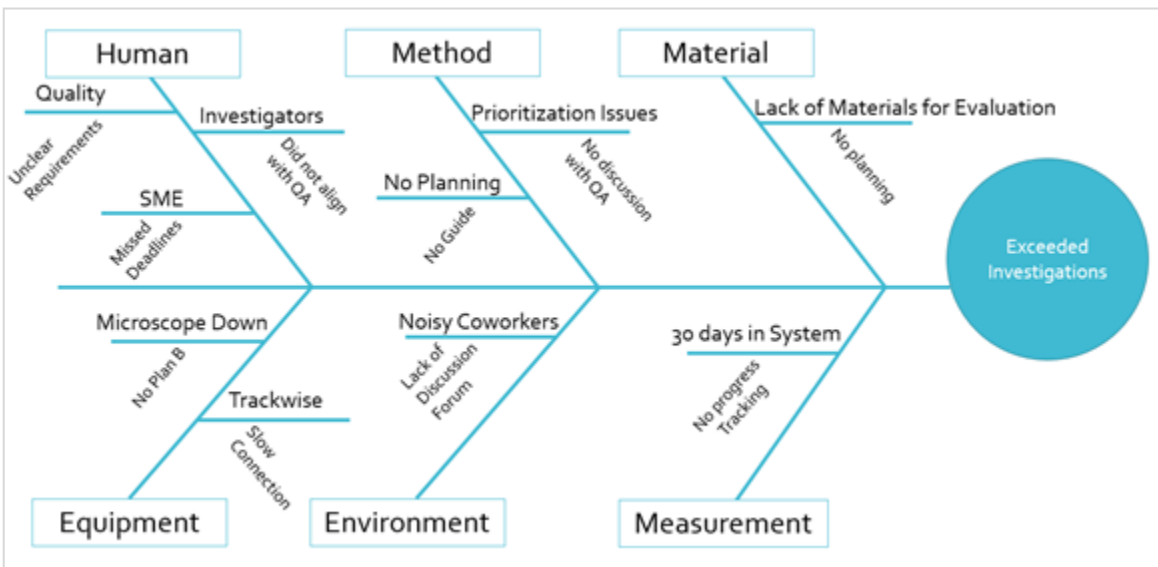 Human
Method
Material
Quality
Unclear
Requirements
Investigators
Did not align
with QA
SME
Missed
Deadlines
Prioritization Issues
No discussion
with QA
No Planning
No Guide
Lack of Materials for Evaluation
No planning
Exceeded
Investigations
Microscope Down
No Plan B
Trackwise
Slow
Connection
Noisy Coworkers
Lack of
Discussion
Forum
30 days in System
No progress
Tracking
Equipment
Environment
Measurement